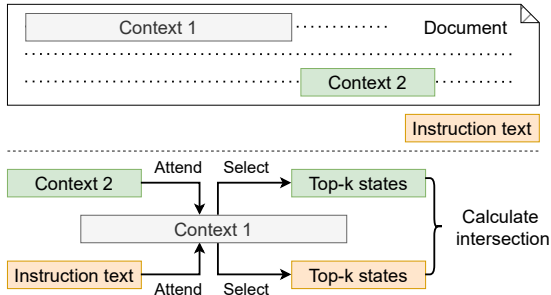 Context 1
Document
Context 2
Instruction text
Attend
Select
Context 2
Top-k states
Context 1
Calculate
intersection
Instruction text
Top-k states
Attend
Select